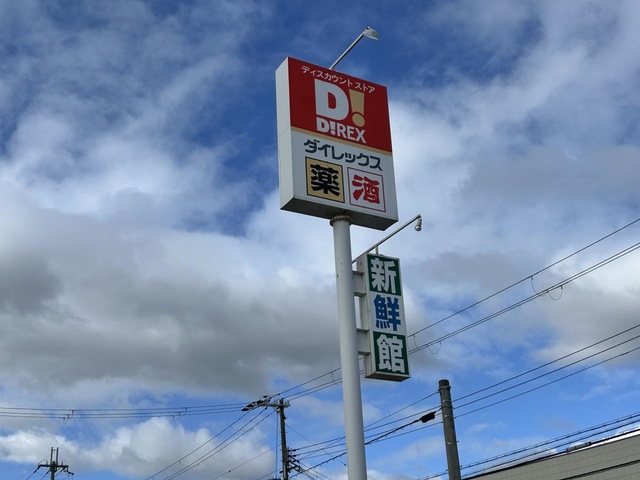 ディスカウント ストア
D!
D!REX
ダイレックス
薬 酒
新
鮮
館